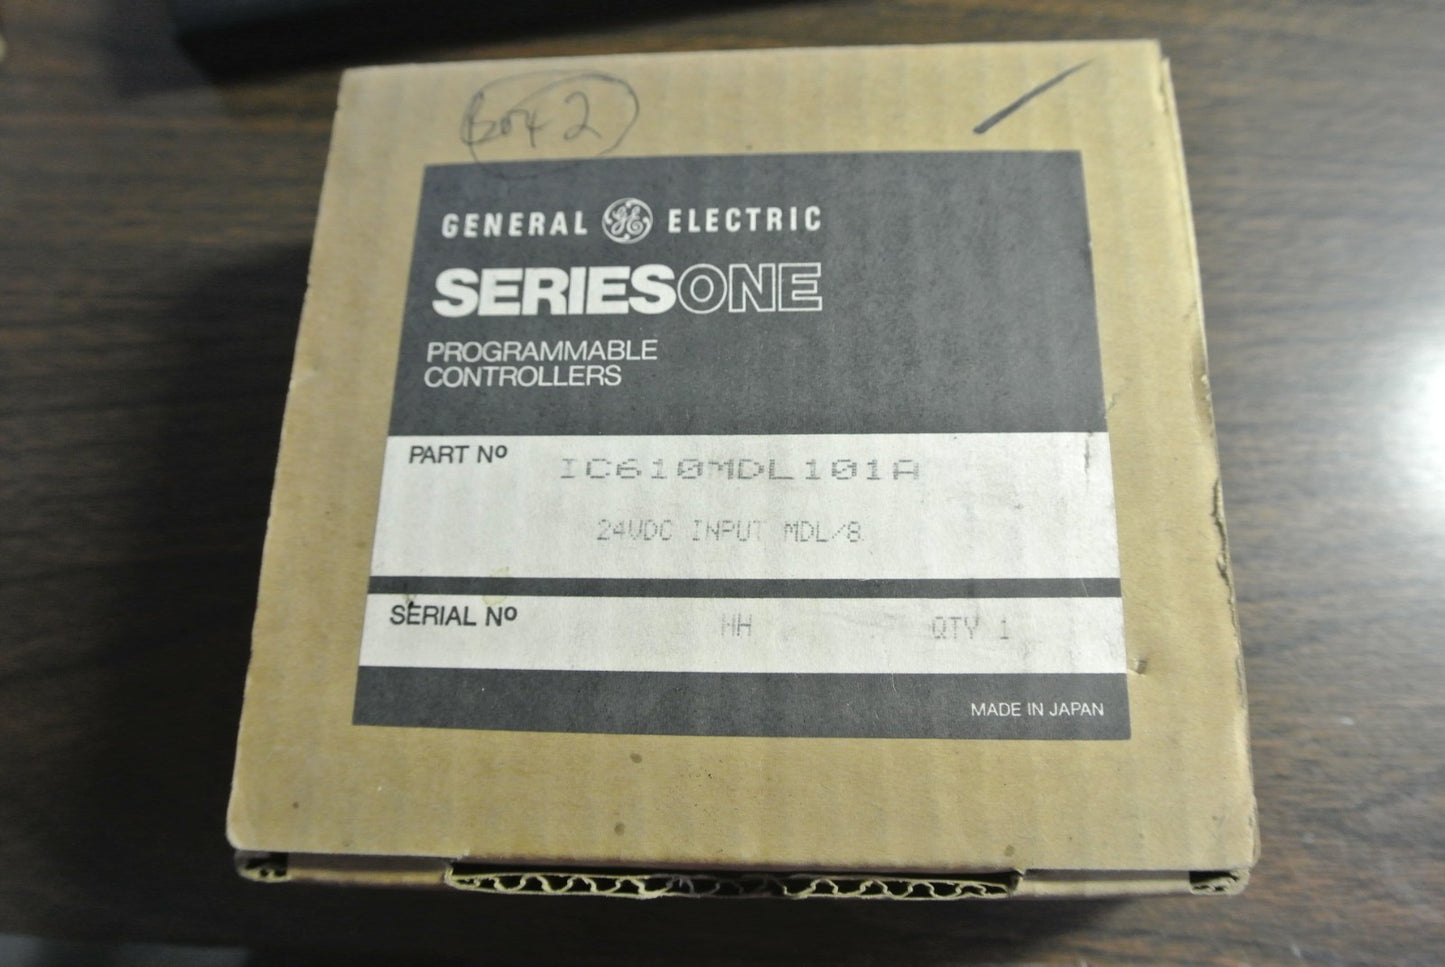 Box 2
GENERAL GE ELECTRIC
SERIESONE
PROGRAMMABLE
CONTROLLERS
PART Nº IC610MDL101A
24VDC INPUT MDL/8
SERIAL Nº HH QTY 1
MADE IN JAPAN